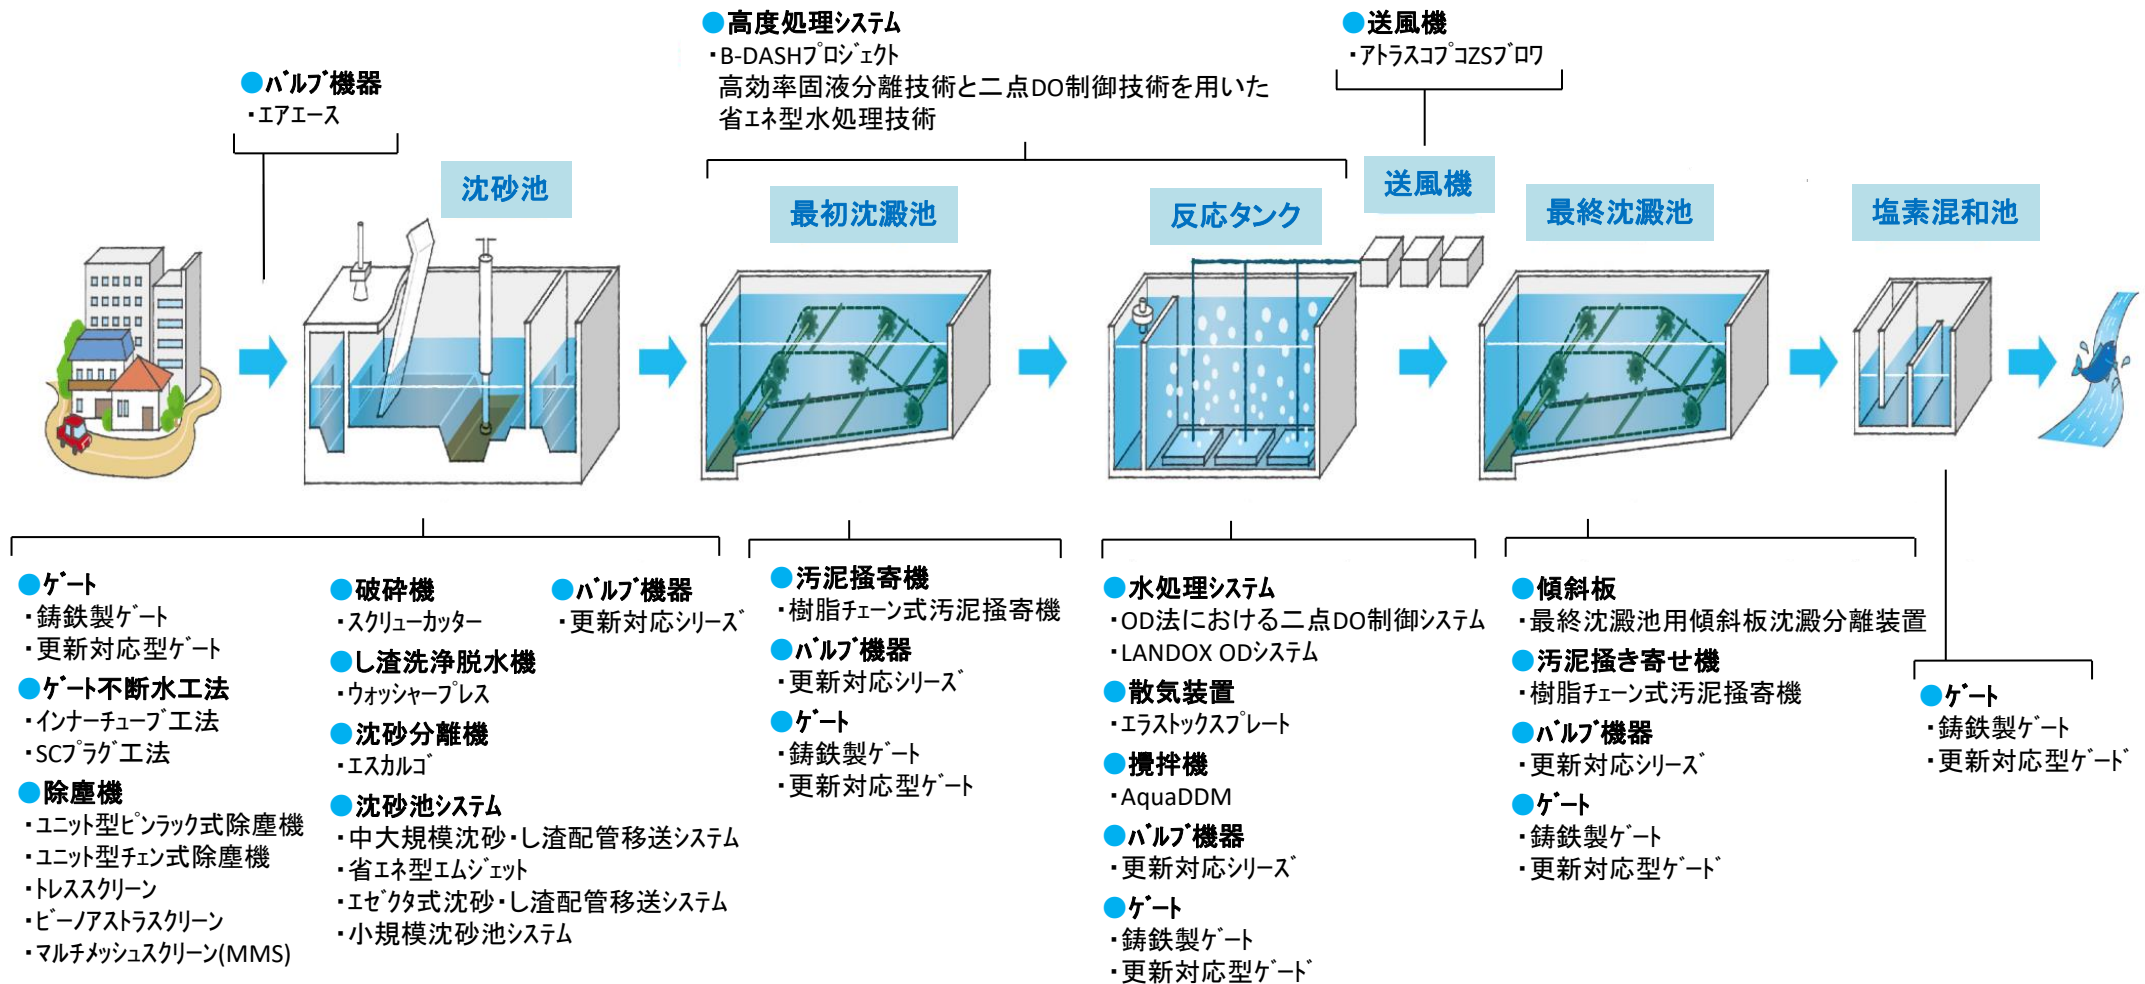 ●高度処理システム
・B-DASHプロジェクト
高効率固液分離技術と二点DO制御技術を用いた
省エネ型水処理技術
●送風機
・アトラスコプコZSブロワ
●バルブ機器
・エアエース
沈砂池
最初沈澱池
反応タンク
送風機
最終沈澱池
塩素混和池
●ゲート
・鋳鉄製ゲート
・更新対応型ゲート
●ゲート不断水工法
・インナーチューブ工法
・SCプラグ工法
●除塵機
・ユニット型ピンラック式除塵機
・ユニット型チェン式除塵機
・トレススクリーン
・ビーノアストラスクリーン
・マルチメッシュスクリーン(MMS)
●破砕機
・スクリューカッター
●し渣洗浄脱水機
・ウォッシャープレス
●沈砂分離機
・エスカルゴ
●沈砂池システム
・中大規模沈砂・し渣配管移送システム
・省エネ型エムジェット
・エゼクタ式沈砂・し渣配管移送システム
・小規模沈砂池システム
●バルブ機器
・更新対応シリーズ
●汚泥掻寄機
・樹脂チェーン式汚泥掻寄機
●バルブ機器
・更新対応シリーズ
●ゲート
・鋳鉄製ゲート
・更新対応型ゲート
●水処理システム
・OD法における二点DO制御システム
・LANDOX ODシステム
●散気装置
・エラストックスプレート
●攪拌機
・AquaDDM
●バルブ機器
・更新対応シリーズ
●ゲート
・鋳鉄製ゲート
・更新対応型ゲード
●傾斜板
・最終沈澱池用傾斜板沈澱分離装置
●汚泥掻き寄せ機
・樹脂チェーン式汚泥掻寄機
●バルブ機器
・更新対応シリーズ
●ゲート
・鋳鉄製ゲート
・更新対応型ゲード
●ゲート
・鋳鉄製ゲート
・更新対応型ゲード